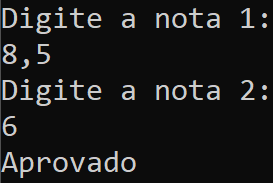 Digite a nota 1:
8,5
Digite a nota 2:
6
Aprovado